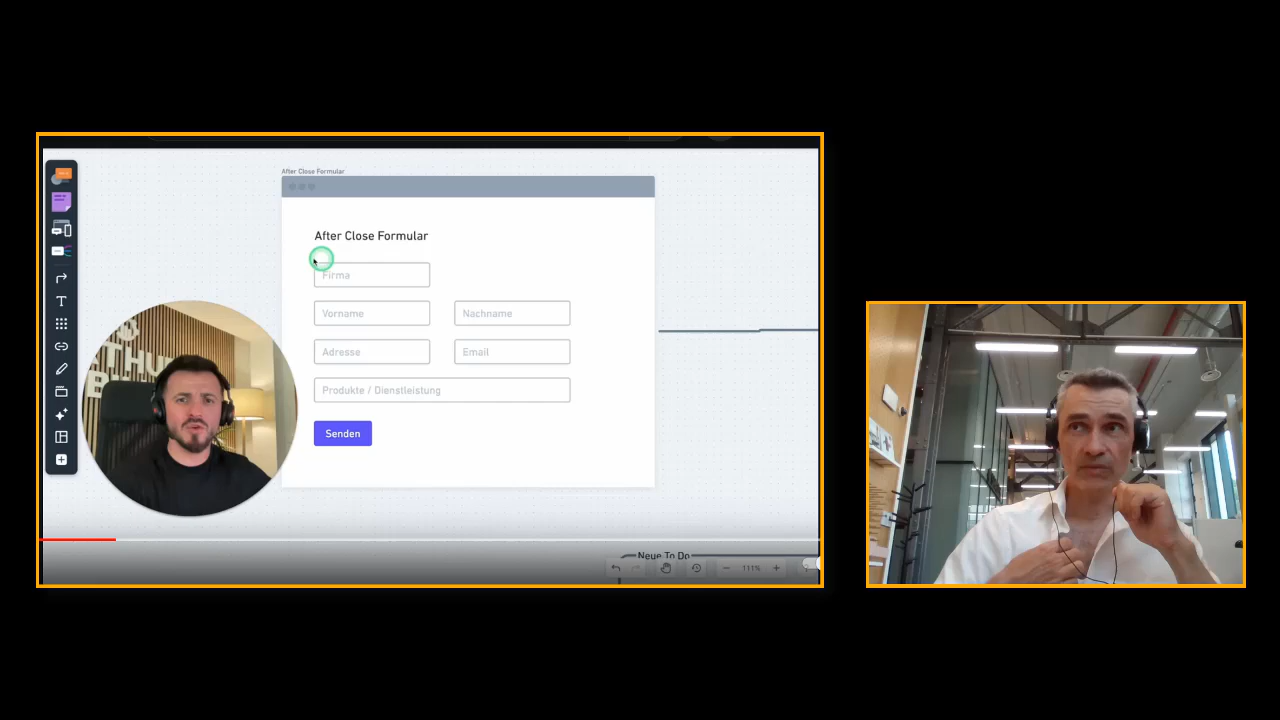 After Close Formular
After Close Formular
Firma
Vorname Nachname
Adresse Email
Produkte / Dienstleistung
Senden
Neue To Do
111%